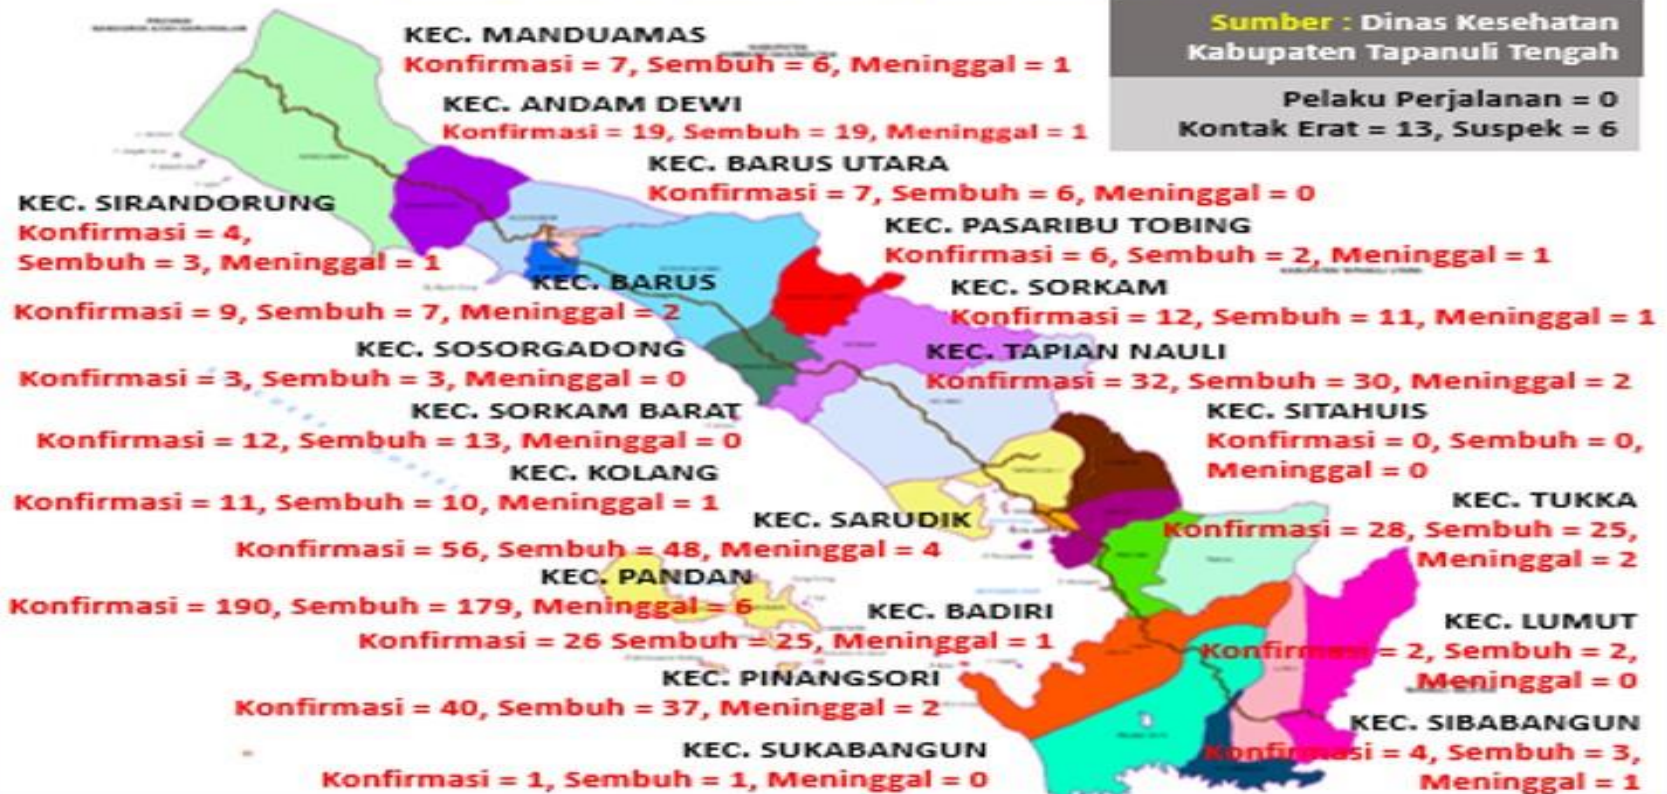 Sumber : Dinas Kesehatan
Kabupaten Tapanuli Tengah
Pelaku Perjalanan = 0
Kontak Erat = 13, Suspek = 6
KEC. MANDUAMAS
Konfirmasi = 7, Sembuh = 6, Meninggal = 1
KEC. ANDAM DEWI
Konfirmasi = 19, Sembuh = 19, Meninggal = 1
KEC. BARUS UTARA
Konfirmasi = 7, Sembuh = 6, Meninggal = 0
KEC. SIRANDORUNG
Konfirmasi = 4,
Sembuh = 3, Meninggal = 1
KEC. PASARIBU TOBING
Konfirmasi = 6, Sembuh = 2, Meninggal = 1
KEC. BARUS
Konfirmasi = 9, Sembuh = 7, Meninggal = 2
KEC. SORKAM
Konfirmasi = 12, Sembuh = 11, Meninggal = 1
KEC. SOSORGADONG
Konfirmasi = 3, Sembuh = 3, Meninggal = 0
KEC. TAPIAN NAULI
Konfirmasi = 32, Sembuh = 30, Meninggal = 2
KEC. SORKAM BARAT
Konfirmasi = 12, Sembuh = 13, Meninggal = 0
KEC. SITAHUIS
Konfirmasi = 0, Sembuh = 0,
Meninggal = 0
KEC. KOLANG
Konfirmasi = 11, Sembuh = 10, Meninggal = 1
KEC. TUKKA
Konfirmasi = 28, Sembuh = 25,
Meninggal = 2
KEC. SARUDIK
Konfirmasi = 56, Sembuh = 48, Meninggal = 4
KEC. PANDAN
Konfirmasi = 190, Sembuh = 179, Meninggal = 6
KEC. BADIRI
Konfirmasi = 26 Sembuh = 25, Meninggal = 1
KEC. LUMUT
Konfirmasi = 2, Sembuh = 2,
Meninggal = 0
KEC. PINANGSORI
Konfirmasi = 40, Sembuh = 37, Meninggal = 2
KEC. SIBABANGUN
Konfirmasi = 4, Sembuh = 3,
Meninggal = 1
KEC. SUKABANGUN
Konfirmasi = 1, Sembuh = 1, Meninggal = 0